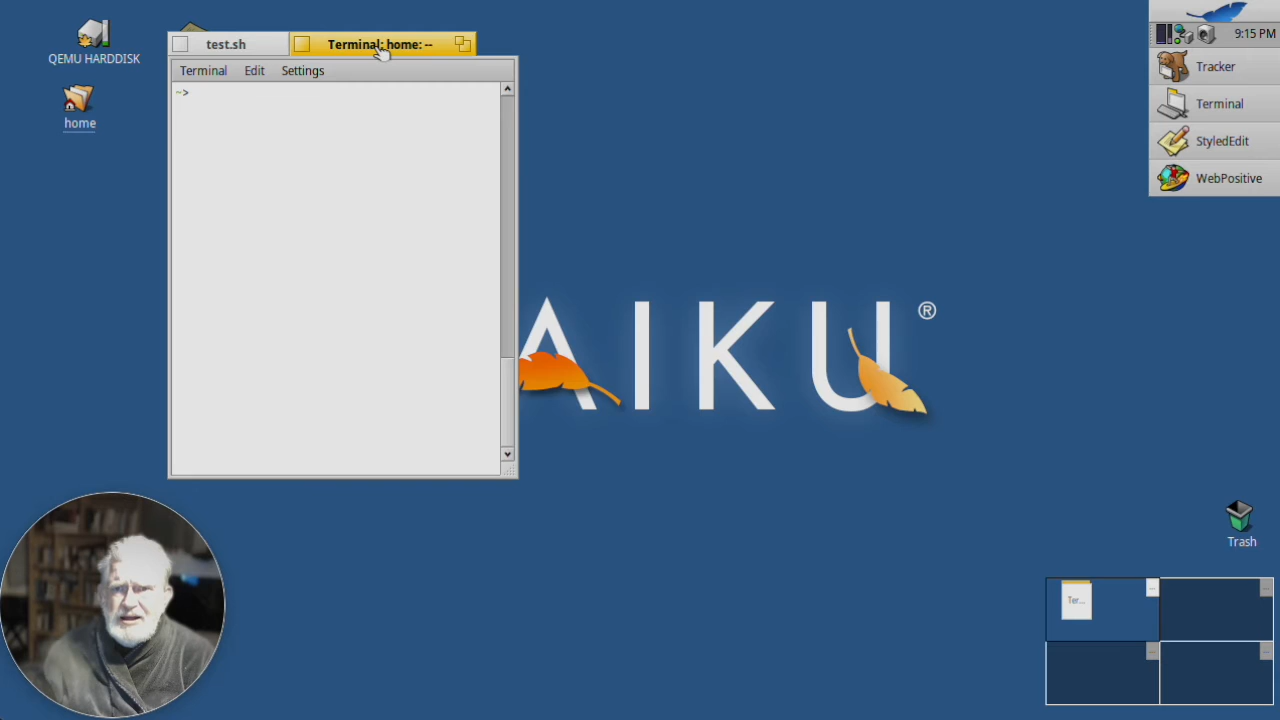 QEMU HARDDISK
home
test.sh
Terminal: home: --
Terminal Edit Settings
~>
AIKU®
9:15 PM
Tracker
Terminal
StyledEdit
WebPositive
Trash
Ter...
...
...
...
...